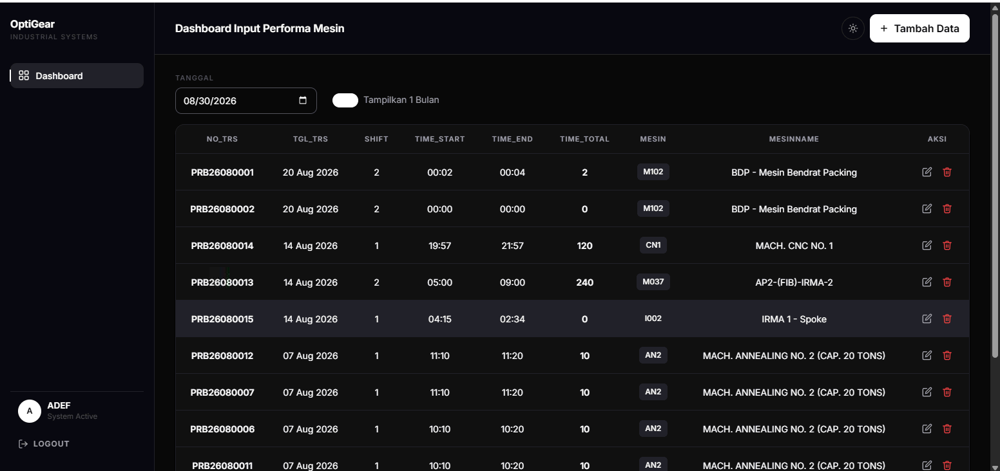 OptiGear
INDUSTRIAL SYSTEMS
Dashboard
Dashboard Input Performa Mesin
+ Tambah Data
TANGGAL
08/30/2026
Tampilkan 1 Bulan
NO_TRS TGL_TRS SHIFT TIME_START TIME_END TIME_TOTAL MESIN MESINNAME AKSI
PRB26080001 20 Aug 2026 2 00:02 00:04 2 M102 BDP - Mesin Bendrat Packing
PRB26080002 20 Aug 2026 2 00:00 00:00 0 M102 BDP - Mesin Bendrat Packing
PRB26080014 14 Aug 2026 1 19:57 21:57 120 CN1 MACH. CNC NO. 1
PRB26080013 14 Aug 2026 2 05:00 09:00 240 M037 AP2-(FIB)-IRMA-2
PRB26080015 14 Aug 2026 1 04:15 02:34 0 I002 IRMA 1 - Spoke
PRB26080012 07 Aug 2026 1 11:10 11:20 10 AN2 MACH. ANNEALING NO. 2 (CAP. 20 TONS)
PRB26080007 07 Aug 2026 1 11:10 11:20 10 AN2 MACH. ANNEALING NO. 2 (CAP. 20 TONS)
PRB26080006 07 Aug 2026 1 10:10 10:20 10 AN2 MACH. ANNEALING NO. 2 (CAP. 20 TONS)
PRB26080011 07 Aug 2026 1 10:10 10:20 10 AN2 MACH. ANNEALING NO. 2 (CAP. 20 TONS)
A
ADEF
System Active
LOGOUT